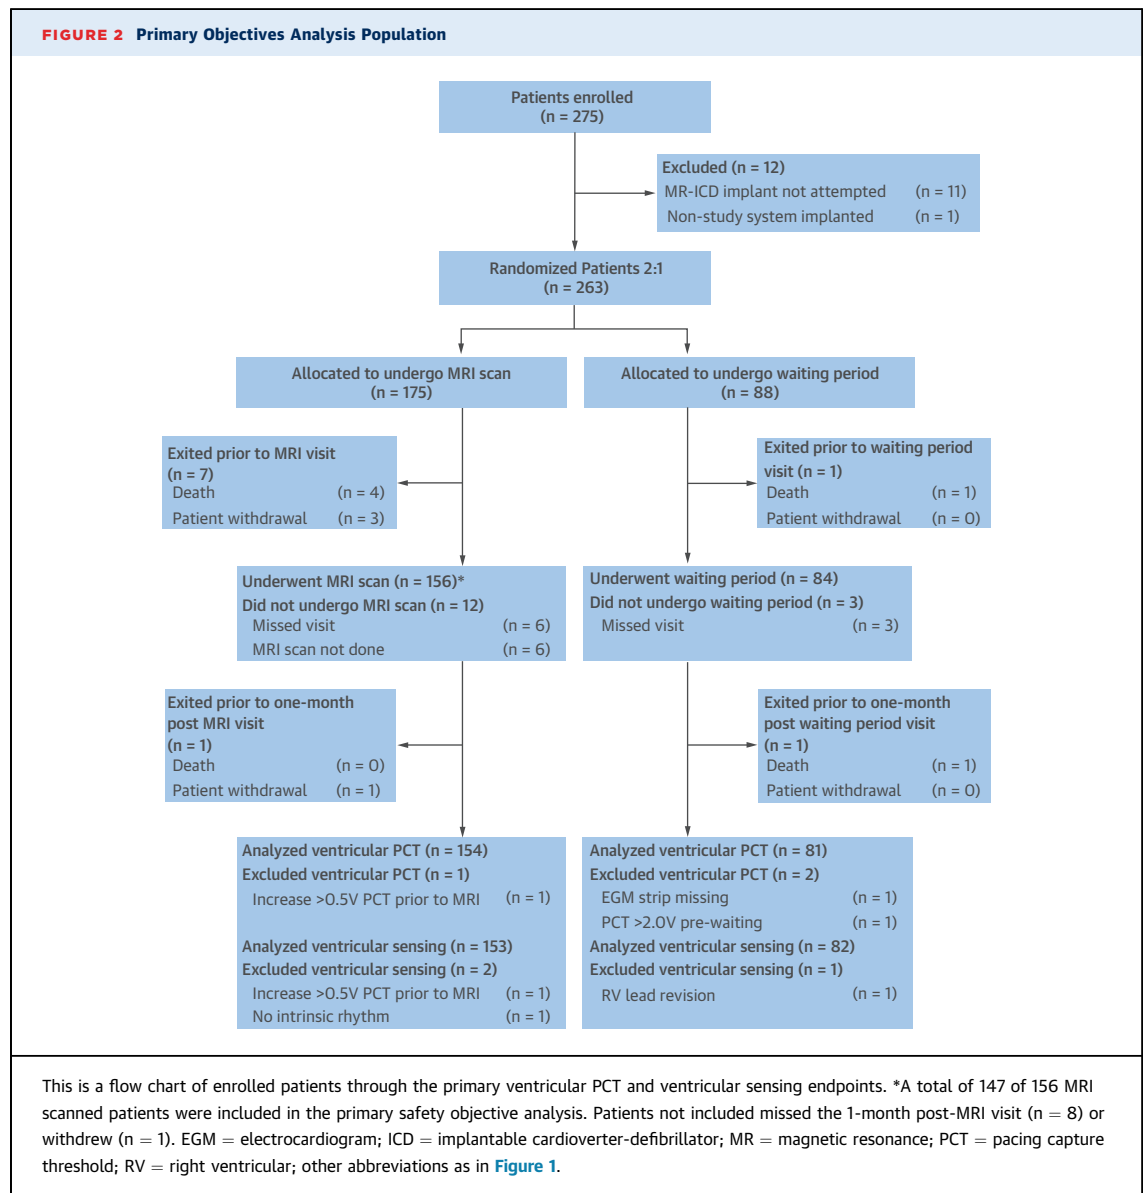 FIGURE 2 Primary Objectives Analysis Population
Patients enrolled
(n = 275)
Excluded (n = 12)
MR-ICD implant not attempted (n = 11)
Non-study system implanted (n = 1)
Randomized Patients 2:1
(n = 263)
Allocated to undergo MRI scan
(n = 175)
Allocated to undergo waiting period
(n = 88)
Exited prior to MRI visit
(n = 7)
Death (n = 4)
Patient withdrawal (n = 3)
Exited prior to waiting period
visit (n = 1)
Death (n = 1)
Patient withdrawal (n = 0)
Underwent MRI scan (n = 156)*
Did not undergo MRI scan (n = 12)
Missed visit (n = 6)
MRI scan not done (n = 6)
Underwent waiting period (n = 84)
Did not undergo waiting period (n = 3)
Missed visit (n = 3)
Exited prior to one-month
post MRI visit
(n = 1)
Death (n = 0)
Patient withdrawal (n = 1)
Exited prior to one-month
post waiting period visit
(n = 1)
Death (n = 1)
Patient withdrawal (n = 0)
Analyzed ventricular PCT (n = 154)
Excluded ventricular PCT (n = 1)
Increase >0.5V PCT prior to MRI (n = 1)
Analyzed ventricular sensing (n = 153)
Excluded ventricular sensing (n = 2)
Increase >0.5V PCT prior to MRI (n = 1)
No intrinsic rhythm (n = 1)
Analyzed ventricular PCT (n = 81)
Excluded ventricular PCT (n = 2)
EGM strip missing (n = 1)
PCT >2.0V pre-waiting (n = 1)
Analyzed ventricular sensing (n = 82)
Excluded ventricular sensing (n = 1)
RV lead revision (n = 1)
This is a flow chart of enrolled patients through the primary ventricular PCT and ventricular sensing endpoints. *A total of 147 of 156 MRI
scanned patients were included in the primary safety objective analysis. Patients not included missed the 1-month post-MRI visit (n = 8) or
withdrew (n = 1). EGM = electrocardiogram; ICD = implantable cardioverter-defibrillator; MR = magnetic resonance; PCT = pacing capture
threshold; RV = right ventricular; other abbreviations as in Figure 1.